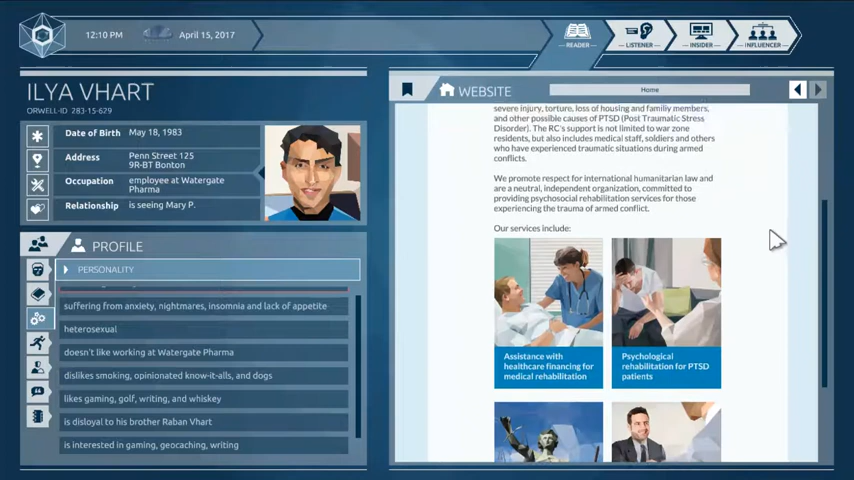 12:10 PM
April 15, 2017
READER
LISTENER
INSIDER
INFLUENCER
ILYA VHART
ORWELL-ID 283-15-629
Date of Birth May 18, 1983
Address Penn Street 125
9R-BT Bonton
Occupation employee at Watergate
Pharma
Relationship is seeing Mary P.
PROFILE
PERSONALITY
suffering from anxiety, nightmares, insomnia and lack of appetite
heterosexual
doesn't like working at Watergate Pharma
dislikes smoking, opinionated know-it-alls, and dogs
likes gaming, golf, writing, and whiskey
is disloyal to his brother Raban Vhart
is interested in gaming, geocaching, writing
WEBSITE
Home
severe injury, torture, loss of housing and familiy members,
and other possible causes of PTSD (Post Traumatic Stress
Disorder). The RC's support is not limited to war zone
residents, but also includes medical staff, soldiers and others
who have experienced traumatic situations during armed
conflicts.
We promote respect for international humanitarian law and
are a neutral, independent organization, committed to
providing psychosocial rehabilitation services for those
experiencing the trauma of armed conflict.
Our services include:
Assistance with
healthcare financing for
medical rehabilitation
Psychological
rehabilitation for PTSD
patients